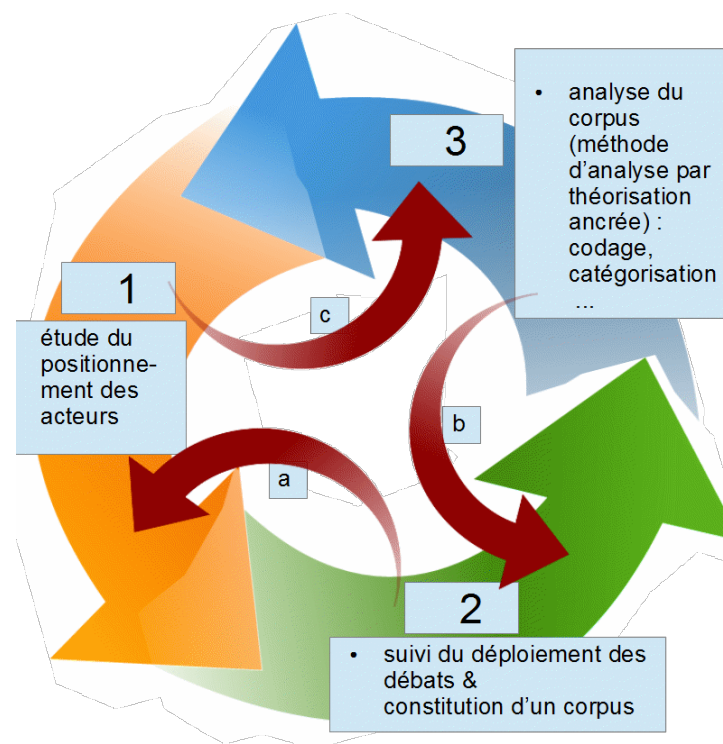 1
étude du
positionne-
ment des
acteurs
2
• suivi du déploiement des
débats &
constitution d'un corpus
3
• analyse du
corpus
(méthode
d'analyse par
théorisation
ancrée) :
codage,
catégorisation
...
a
b
c